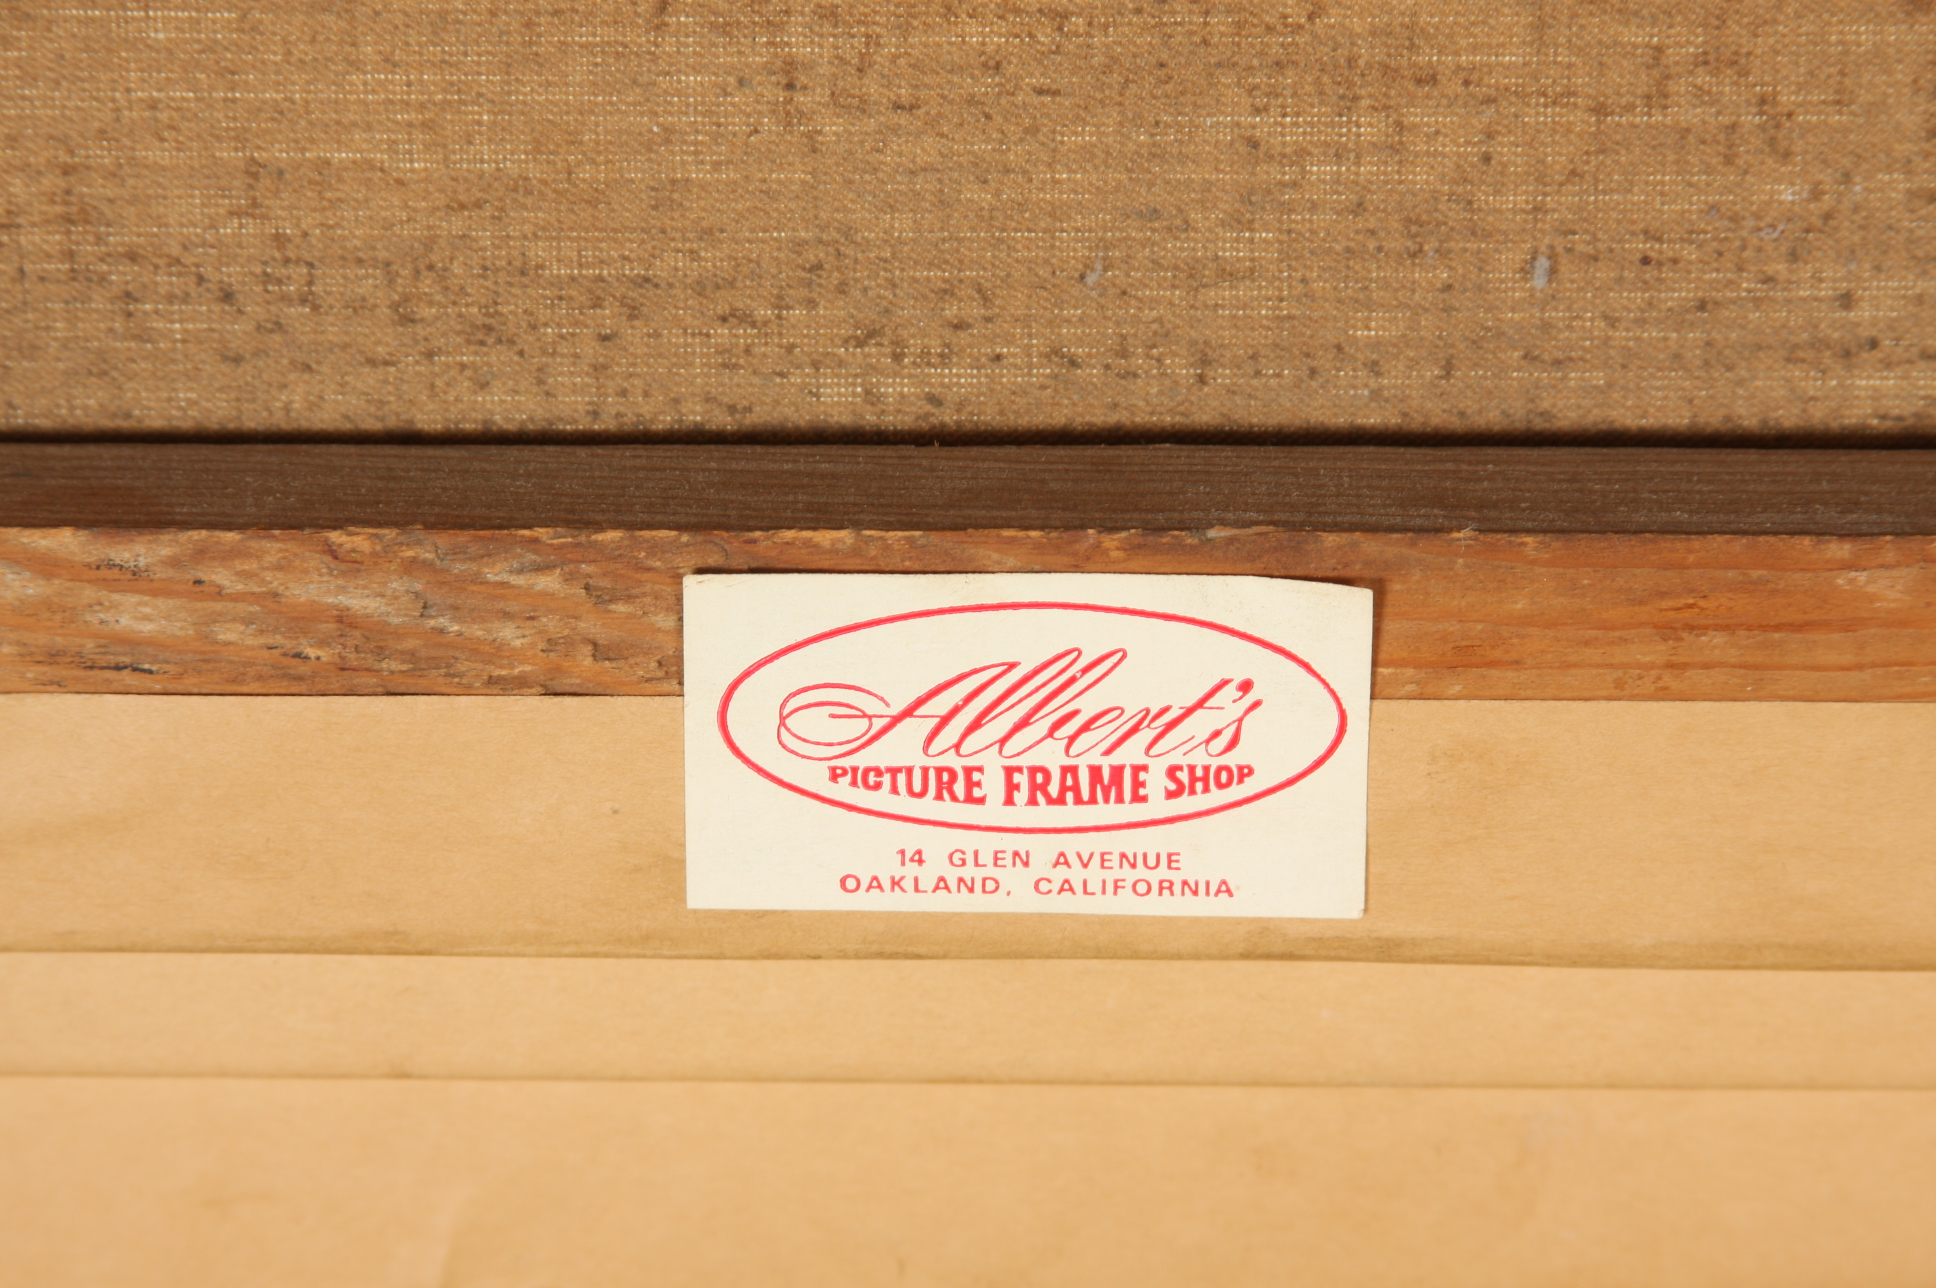 Albert's
PICTURE FRAME SHOP
14 GLEN AVENUE
OAKLAND, CALIFORNIA